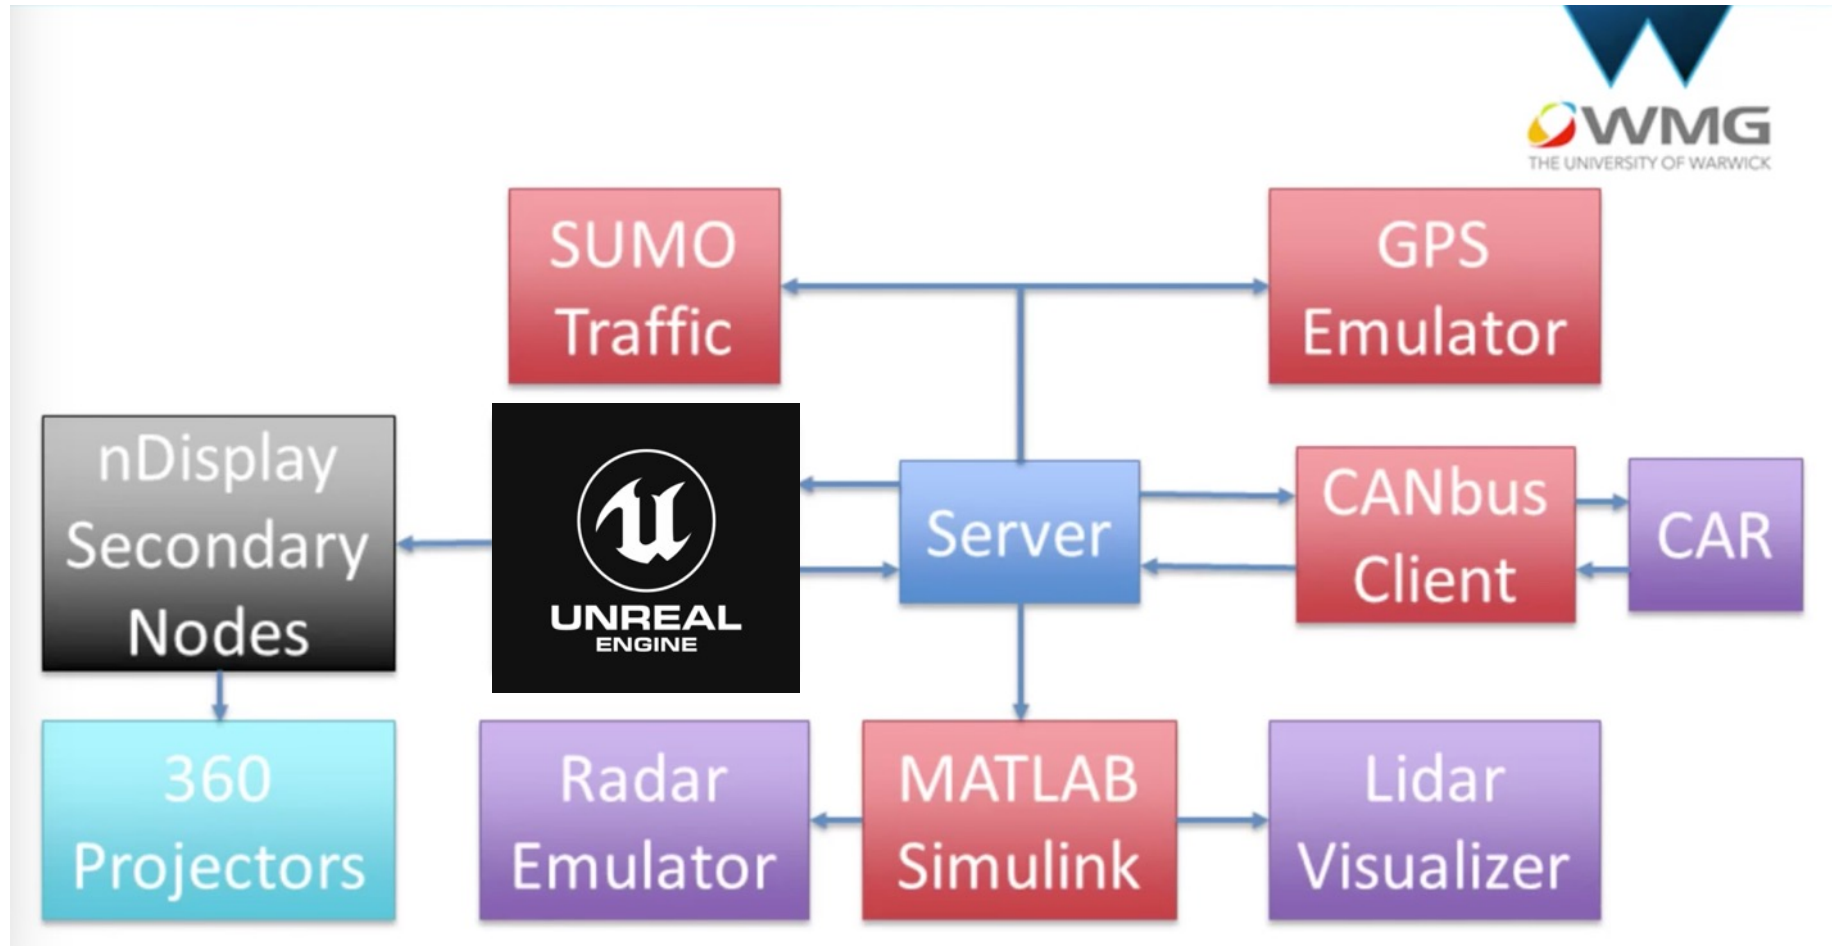 WMG
THE UNIVERSITY OF WARWICK
SUMO
Traffic
GPS
Emulator
nDisplay
Secondary
Nodes
UNREAL
ENGINE
Server
CANbus
Client
CAR
360
Projectors
Radar
Emulator
MATLAB
Simulink
Lidar
Visualizer